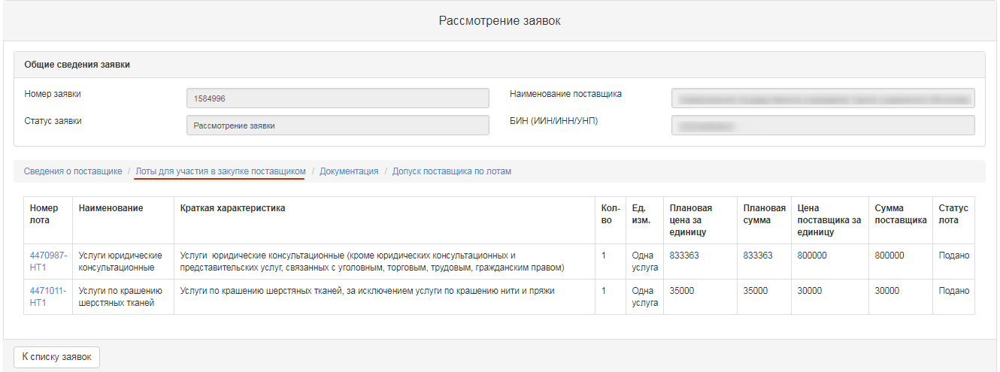 Рассмотрение заявок
Общие сведения заявки
Номер заявки
1584996
Наименование поставщика
Статус заявки
Рассмотрение заявки
БИН (ИИН/ИНН/УНП)
Сведения о поставщике / Лоты для участия в закупке поставщиком / Документация / Допуск поставщика по лотам
Номер лота
Наименование
Краткая характеристика
Кол-
во
Ед.
изм.
Плановая
цена за
единицу
Плановая
сумма
Цена
поставщика за
единицу
Сумма
поставщика
Статус
лота
4470987-
НТ1
Услуги юридические
консультационные
Услуги юридические консультационные (кроме юридических консультационных и
представительских услуг, связанных с уголовным, торговым, трудовым, гражданским правом)
1
Одна
услуга
833363
833363
800000
800000
Подано
4471011-
НТ1
Услуги по крашению
шерстяных тканей
Услуги по крашению шерстяных тканей, за исключением услуги по крашению нити и пряжи
1
Одна
услуга
35000
35000
30000
30000
Подано
К списку заявок